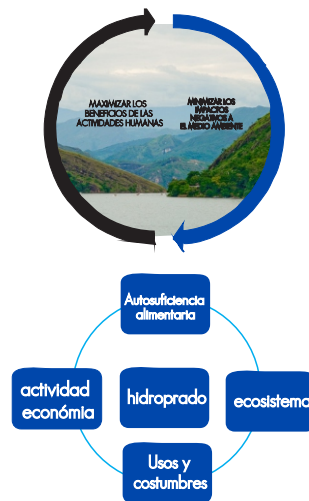 MAXIMIZAR LOS
BENEFICIOS DE LAS
ACTIVIDADES HUMANAS
MINIMIZAR LOS
IMPACTOS
NEGATIVOS A
EL MEDIO AMBIENTE
Autosuficiencia
alimentaria
actividad
económia
hidroprado
ecosistema
Usos y
costumbres